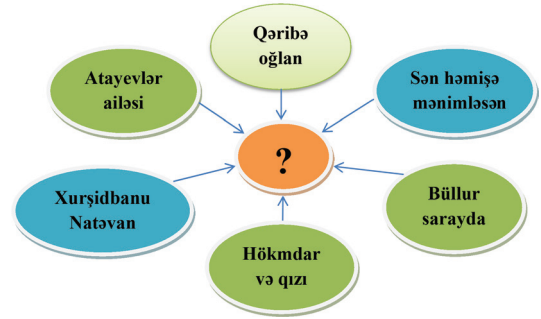 Qəribə
oğlan
Atayevlər
ailəsi
Sən həmişə
mənimləsən
?
Xurşidbanu
Natəvan
Büllur
sarayda
Hökmdar
və qızı